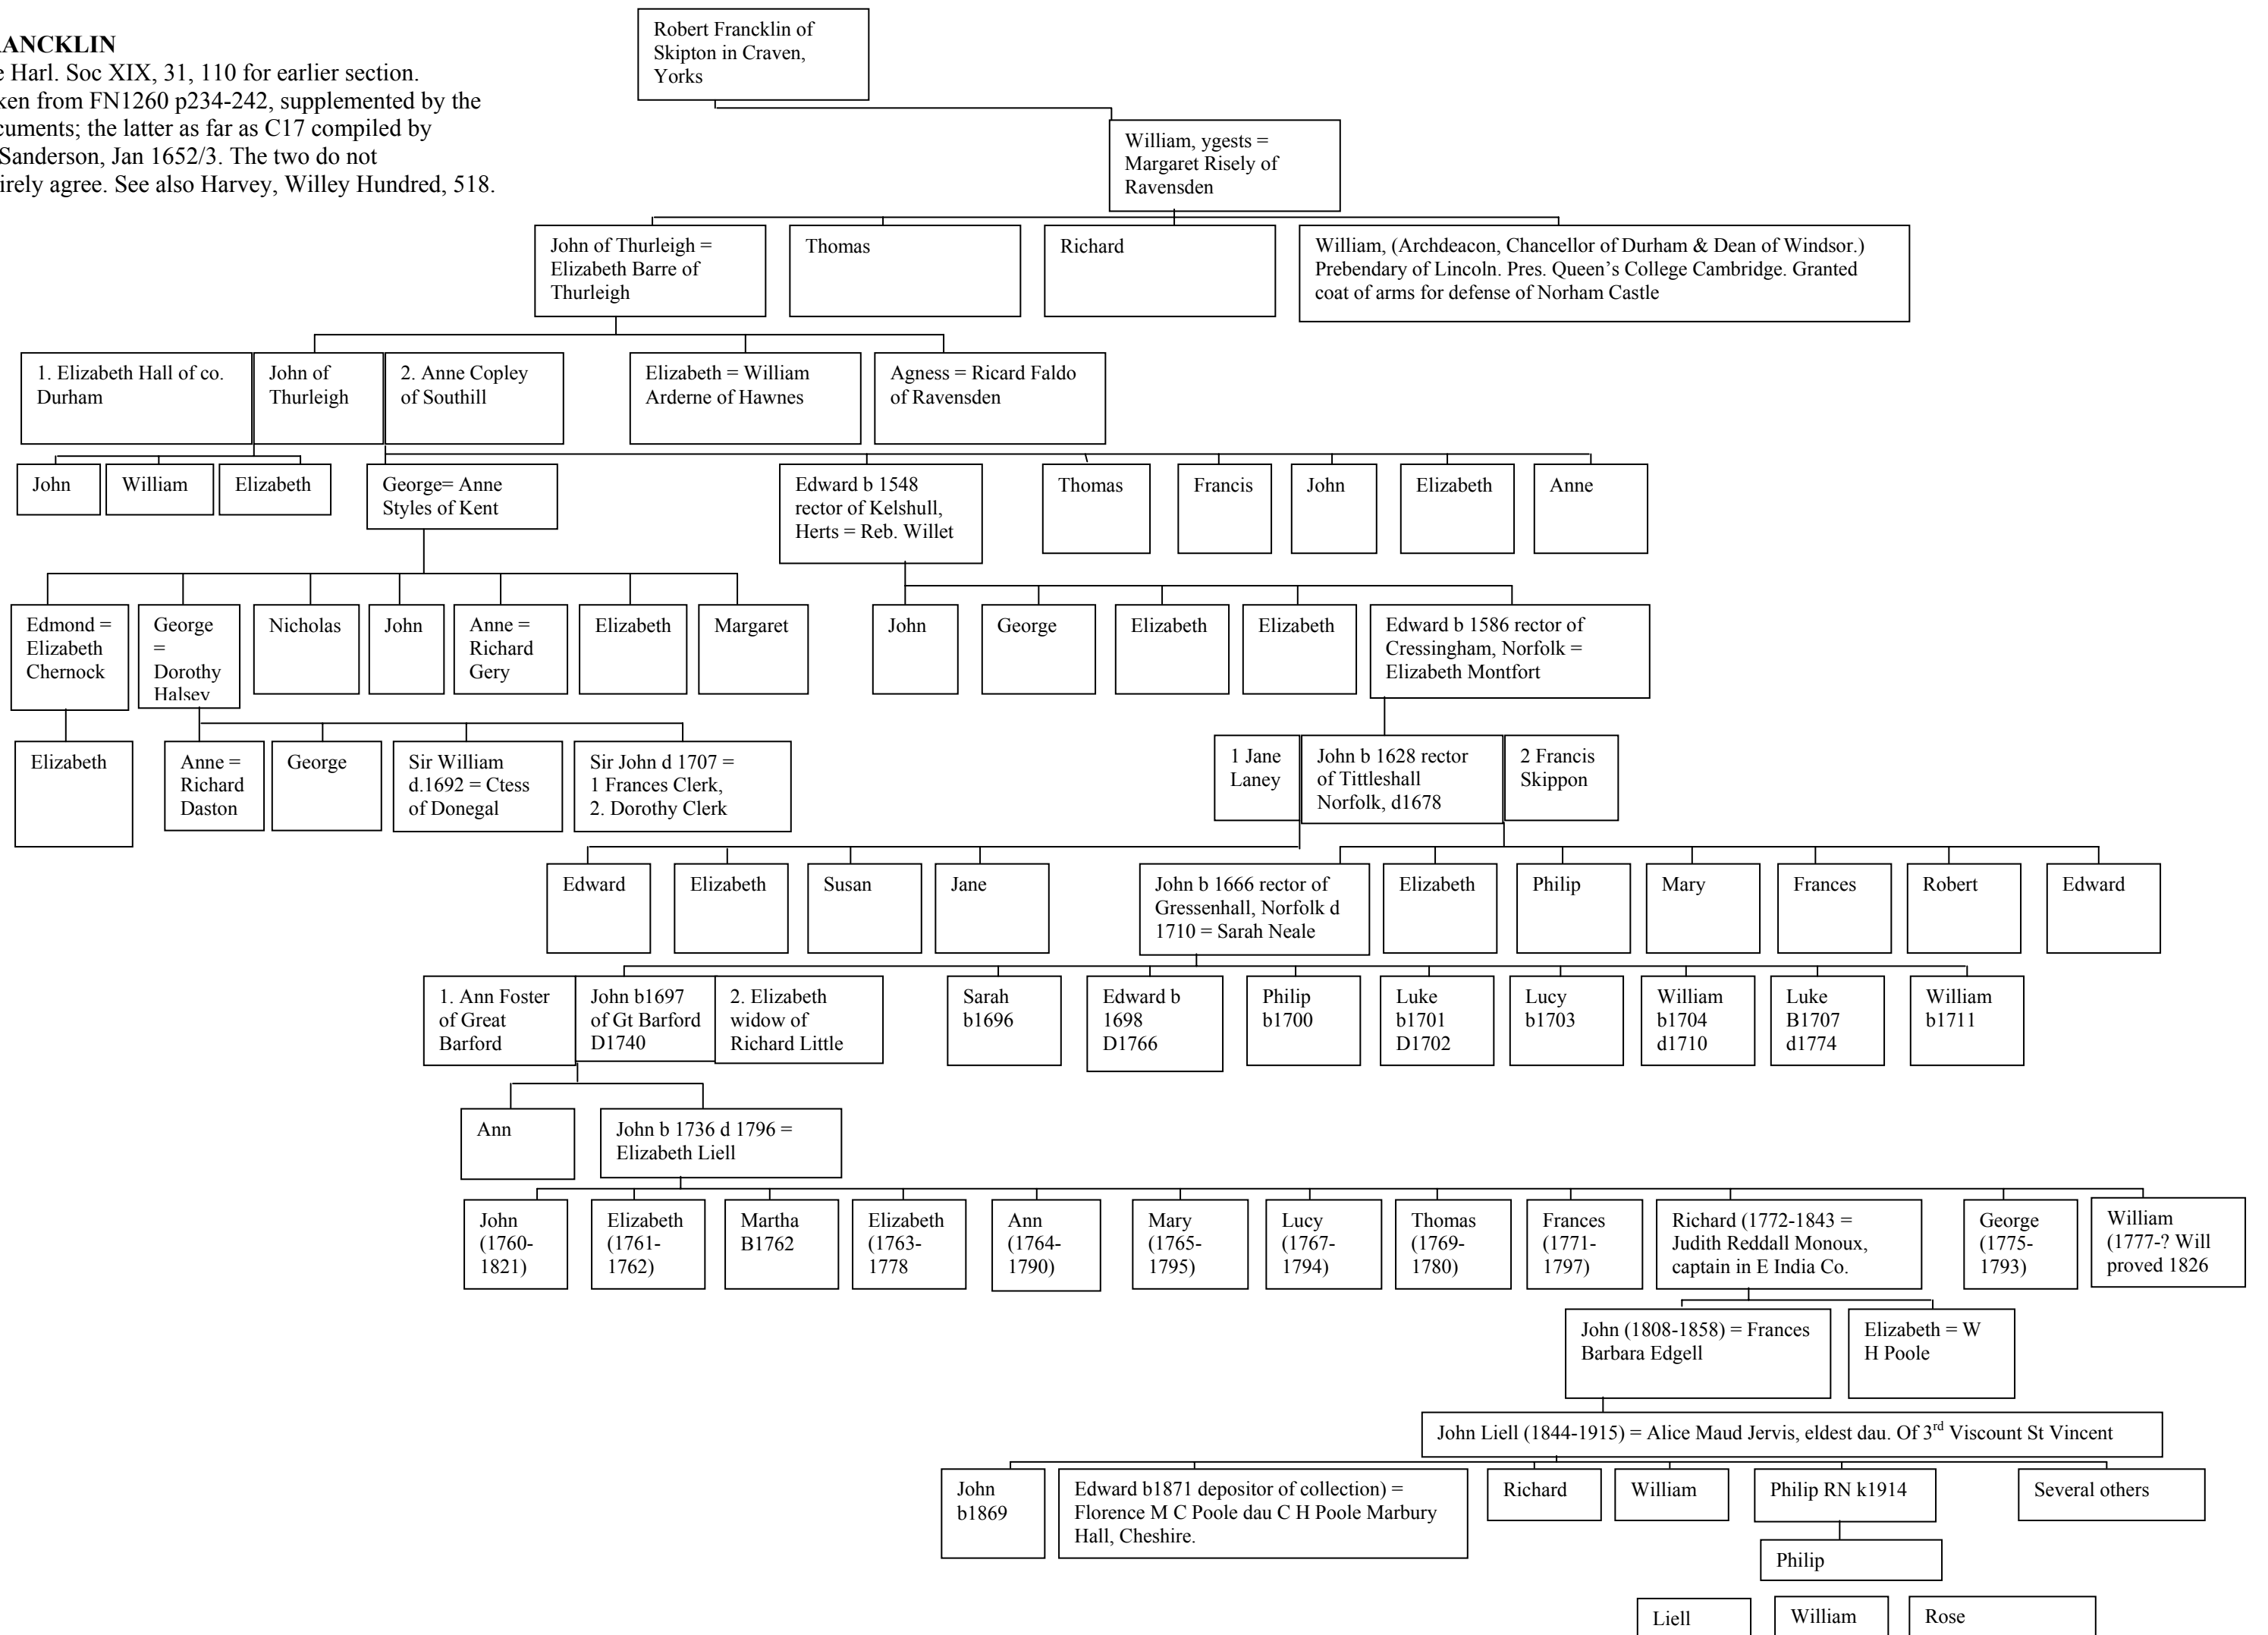 ANCKLIN
e Harl. Soc XIX, 31, 110 for earlier section.
ken from FN1260 p234-242, supplemented by the
cuments; the latter as far as C17 compiled by
Sanderson, Jan 1652/3. The two do not
tirely agree. See also Harvey, Willey Hundred, 518.
Robert Francklin of
Skipton in Craven,
Yorks
William, ygests =
Margaret Risely of
Ravensden
John of Thurleigh =
Elizabeth Barre of
Thurleigh
Thomas
Richard
William, (Archdeacon, Chancellor of Durham & Dean of Windsor.)
Prebendary of Lincoln. Pres. Queen’s College Cambridge. Granted
coat of arms for defense of Norham Castle
1. Elizabeth Hall of co.
Durham
John of
Thurleigh
2. Anne Copley
of Southill
Elizabeth = William
Arderne of Hawnes
Agness = Ricard Faldo
of Ravensden
John
William
Elizabeth
George= Anne
Styles of Kent
Edward b 1548
rector of Kelshull,
Herts = Reb. Willet
Thomas
Francis
John
Elizabeth
Anne
Edmond =
Elizabeth
Chernock
George
=
Dorothy
Halsey
Nicholas
John
Anne =
Richard
Gery
Elizabeth
Margaret
John
George
Elizabeth
Elizabeth
Edward b 1586 rector of
Cressingham, Norfolk =
Elizabeth Montfort
Elizabeth
Anne =
Richard
Daston
George
Sir William
d.1692 = Ctess
of Donegal
Sir John d 1707 =
1 Frances Clerk,
2. Dorothy Clerk
1 Jane
Laney
John b 1628 rector
of Tittleshall
Norfolk, d1678
2 Francis
Skippon
Edward
Elizabeth
Susan
Jane
John b 1666 rector of
Gressenhall, Norfolk d
1710 = Sarah Neale
Elizabeth
Philip
Mary
Frances
Robert
Edward
1. Ann Foster
of Great
Barford
John b1697
of Gt Barford
D1740
2. Elizabeth
widow of
Richard Little
Sarah
b1696
Edward b
1698
D1766
Philip
b1700
Luke
b1701
D1702
Lucy
b1703
William
b1704
d1710
Luke
B1707
d1774
William
b1711
Ann
John b 1736 d 1796 =
Elizabeth Liell
John
(1760-
1821)
Elizabeth
(1761-
1762)
Martha
B1762
Elizabeth
(1763-
1778
Ann
(1764-
1790)
Mary
(1765-
1795)
Lucy
(1767-
1794)
Thomas
(1769-
1780)
Frances
(1771-
1797)
Richard (1772-1843 =
Judith Reddall Monoux,
captain in E India Co.
George
(1775-
1793)
William
(1777-? Will
proved 1826
John (1808-1858) = Frances
Barbara Edgell
Elizabeth = W
H Poole
John Liell (1844-1915) = Alice Maud Jervis, eldest dau. Of 3rd Viscount St Vincent
John
b1869
Edward b1871 depositor of collection) =
Florence M C Poole dau C H Poole Marbury
Hall, Cheshire.
Richard
William
Philip RN k1914
Several others
Philip
Liell
William
Rose